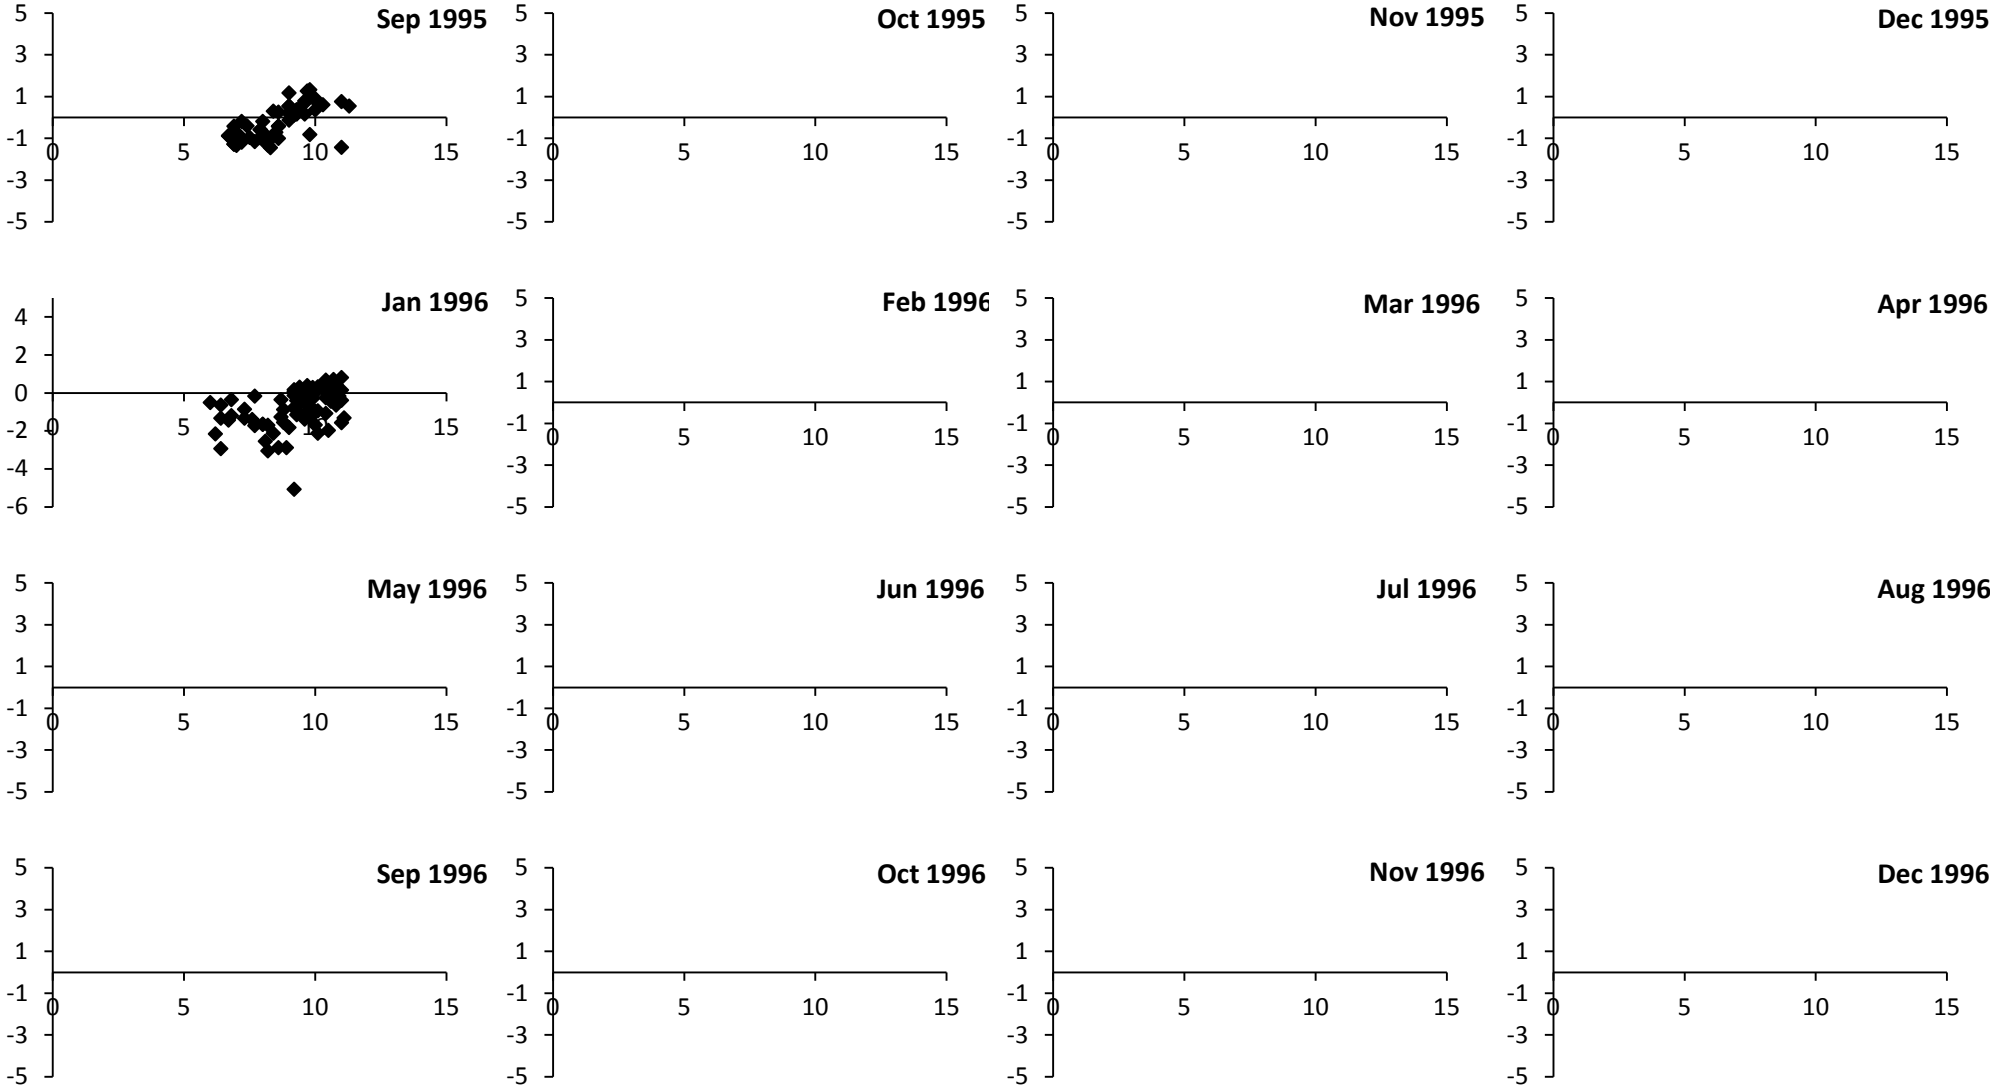 5 Sep 1995 5 Oct 1995 5 Nov 1995 5 Dec 1995
3 3 3 3
1 1 1 1
-1 -1 -1 -1
0 5 10 15 0 5 10 15 0 5 10 15 0 5 10 15
-3 -3 -3 -3
-5 -5 -5 -5
Jan 1996 5 Feb 1996 5 Mar 1996 5 Apr 1996
4 3 3 3
2 1 1 1
0 -1 -1 -1
-2 0 5 10 15 0 5 10 15 0 5 10 15 0 5 10 15
-4 -3 -3 -3
-6 -5 -5 -5
5 May 1996 5 Jun 1996 5 Jul 1996 5 Aug 1996
3 3 3 3
1 1 1 1
-1 -1 -1 -1
0 5 10 15 0 5 10 15 0 5 10 15 0 5 10 15
-3 -3 -3 -3
-5 -5 -5 -5
5 Sep 1996 5 Oct 1996 5 Nov 1996 5 Dec 1996
3 3 3 3
1 1 1 1
-1 -1 -1 -1
0 5 10 15 0 5 10 15 0 5 10 15 0 5 10 15
-3 -3 -3 -3
-5 -5 -5 -5